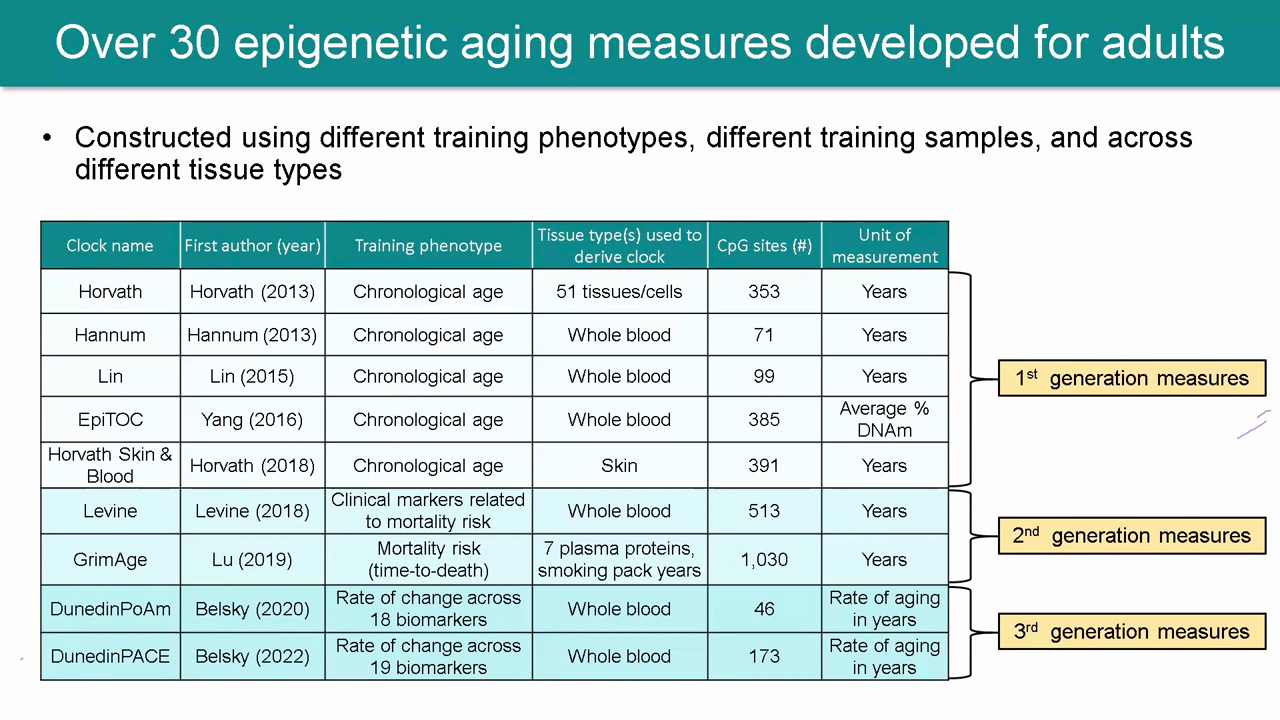 Over 30 epigenetic aging measures developed for adults
• Constructed using different training phenotypes, different training samples, and across
different tissue types
Clock name First author (year) Training phenotype Tissue type(s) used to derive clock CpG sites (#) Unit of measurement
Horvath Horvath (2013) Chronological age 51 tissues/cells 353 Years
Hannum Hannum (2013) Chronological age Whole blood 71 Years
Lin Lin (2015) Chronological age Whole blood 99 Years
EpiTOC Yang (2016) Chronological age Whole blood 385 Average % DNAm
Horvath Skin & Blood Horvath (2018) Chronological age Skin 391 Years
1st generation measures
Levine Levine (2018) Clinical markers related to mortality risk Whole blood 513 Years
GrimAge Lu (2019) Mortality risk (time-to-death) 7 plasma proteins, smoking pack years 1,030 Years
2nd generation measures
DunedinPoAm Belsky (2020) Rate of change across 18 biomarkers Whole blood 46 Rate of aging in years
DunedinPACE Belsky (2022) Rate of change across 19 biomarkers Whole blood 173 Rate of aging in years
3rd generation measures